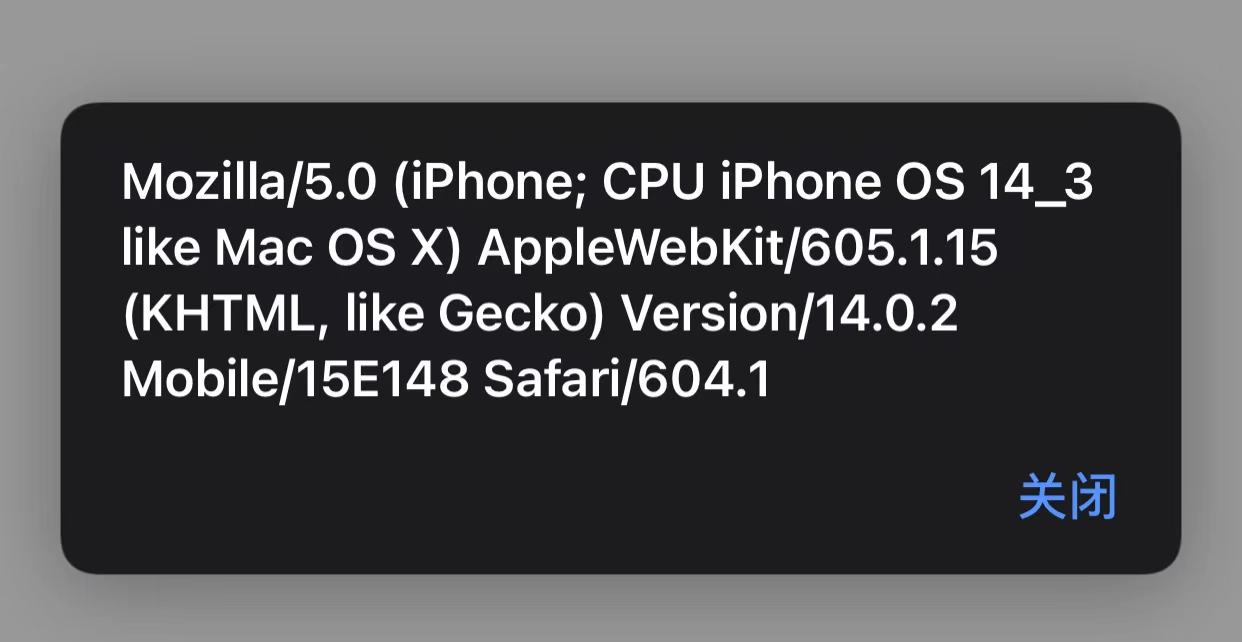 Mozilla/5.0 (iPhone; CPU iPhone OS 14_3
like Mac OS X) AppleWebKit/605.1.15
(KHTML, like Gecko) Version/14.0.2
Mobile/15E148 Safari/604.1
关闭